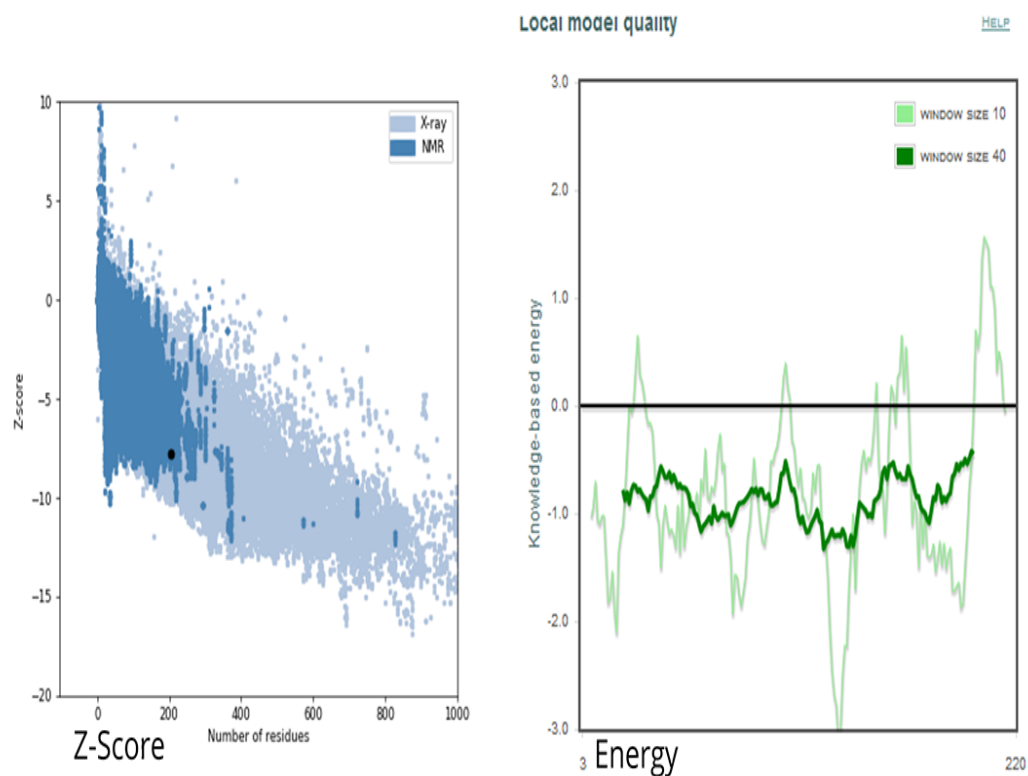 Local model quality
HELP
10
5
0
−5
−10
−15
−20
Z-score
X-ray
NMR
0
200
400
600
800
1000
Number of residues
Z-Score
3.0
2.0
1.0
0.0
-1.0
-2.0
-3.0
Knowledge-based energy
WINDOW SIZE 10
WINDOW SIZE 40
3
220
Energy